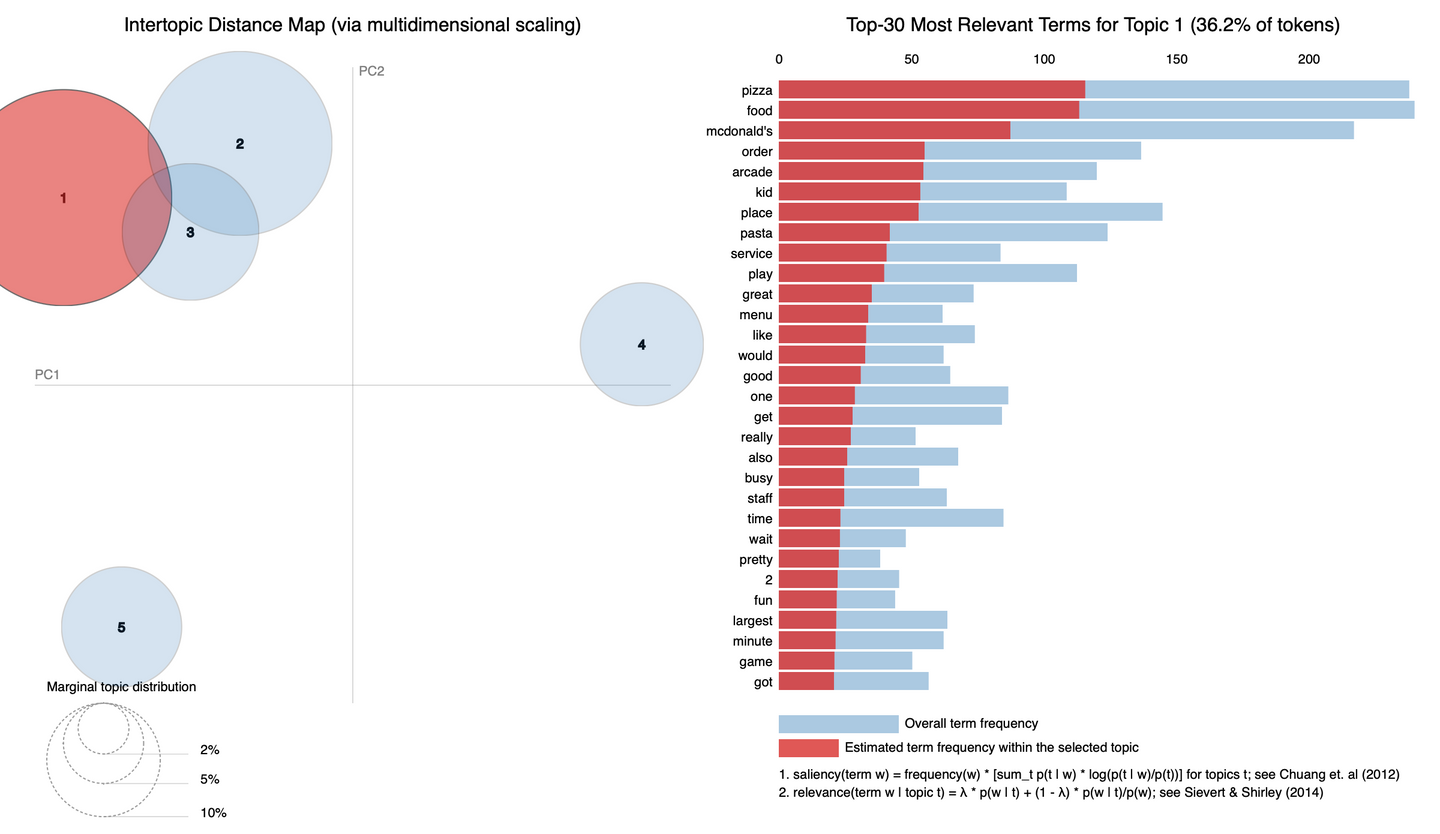 Intertopic Distance Map (via multidimensional scaling)
PC2
2
1
3
4
PC1
5
Marginal topic distribution
2%
5%
10%
Top-30 Most Relevant Terms for Topic 1 (36.2% of tokens)
0 50 100 150 200
pizza
food
mcdonald's
order
arcade
kid
place
pasta
service
play
great
menu
like
would
good
one
get
really
also
busy
staff
time
wait
pretty
2
fun
largest
minute
game
got
Overall term frequency
Estimated term frequency within the selected topic
1. saliency(term w) = frequency(w) * [sum_t p(t | w) * log(p(t | w)/p(t))] for topics t; see Chuang et. al (2012)
2. relevance(term w | topic t) = λ * p(w | t) + (1 - λ) * p(w | t)/p(w); see Sievert & Shirley (2014)